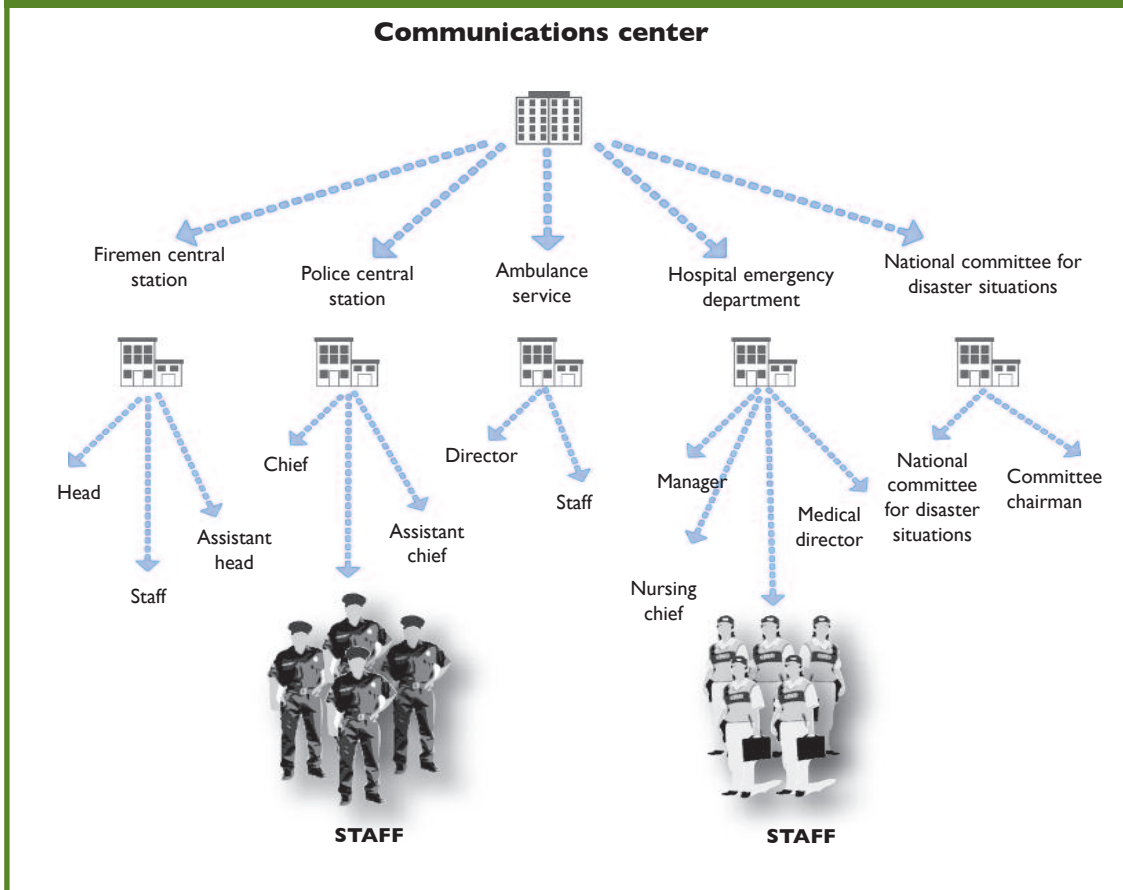 Communications center
Firemen central
station
Police central
station
Ambulance
service
Hospital emergency
department
National committee for
disaster situations
Head
Staff
Assistant
head
Chief
Assistant
chief
STAFF
Director
Staff
Manager
Nursing
chief
Medical
director
STAFF
National
committee
for disaster
situations
Committee
chairman